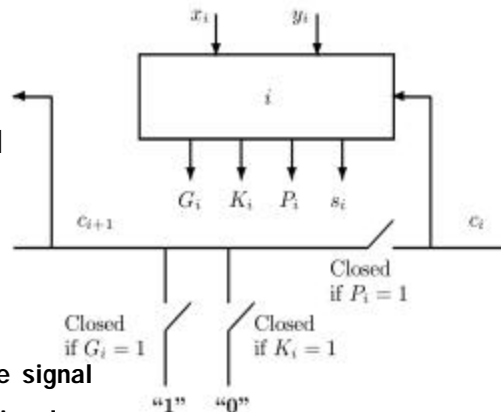 x_i y_i
i
G_i K_i P_i s_i
c_{i+1} c_i
Closed
if P_i = 1
Closed
if G_i = 1
Closed
if K_i = 1
e signal
"1" "0"